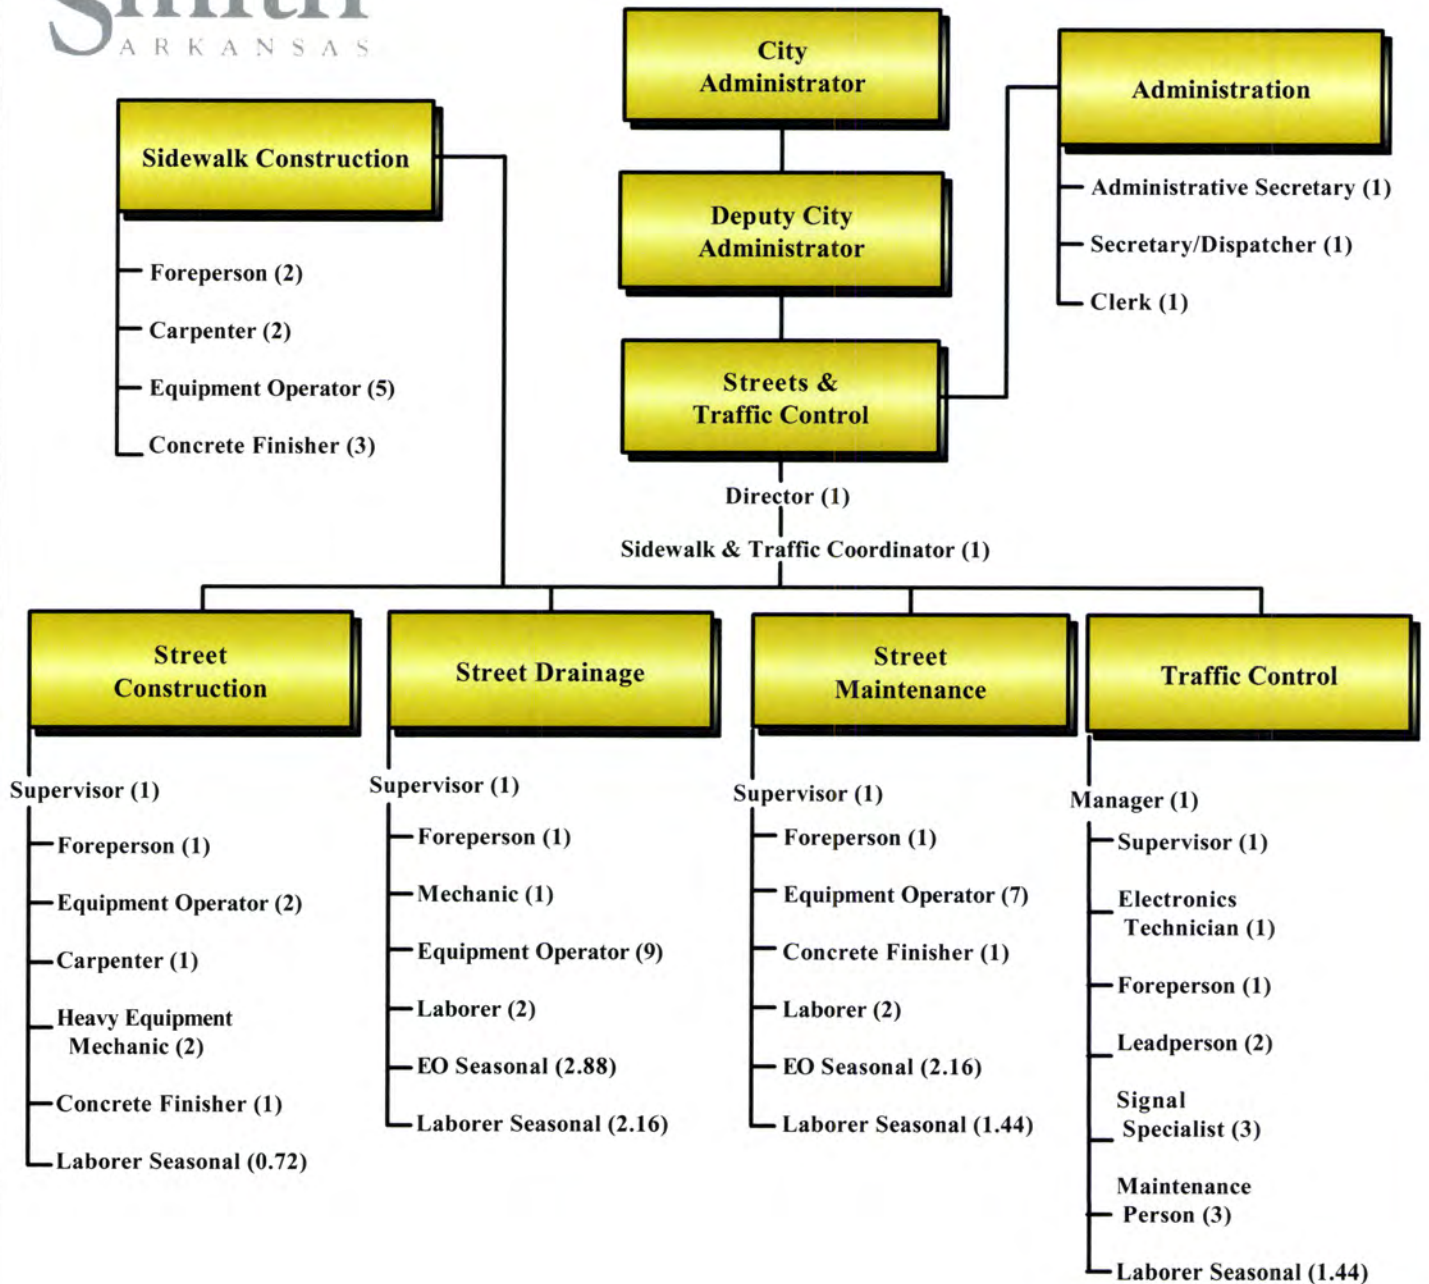 Smith
ARKANSAS
City
Administrator
Administration
Administrative Secretary (1)
Secretary/Dispatcher (1)
Clerk (1)
Deputy City
Administrator
Sidewalk Construction
Foreperson (2)
Carpenter (2)
Equipment Operator (5)
Concrete Finisher (3)
Streets &
Traffic Control
Director (1)
Sidewalk & Traffic Coordinator (1)
Street
Construction
Supervisor (1)
Foreperson (1)
Equipment Operator (2)
Carpenter (1)
Heavy Equipment
Mechanic (2)
Concrete Finisher (1)
Laborer Seasonal (0.72)
Street Drainage
Supervisor (1)
Foreperson (1)
Mechanic (1)
Equipment Operator (9)
Laborer (2)
EO Seasonal (2.88)
Laborer Seasonal (2.16)
Street
Maintenance
Supervisor (1)
Foreperson (1)
Equipment Operator (7)
Concrete Finisher (1)
Laborer (2)
EO Seasonal (2.16)
Laborer Seasonal (1.44)
Traffic Control
Manager (1)
Supervisor (1)
Electronics
Technician (1)
Foreperson (1)
Leadperson (2)
Signal
Specialist (3)
Maintenance
Person (3)
Laborer Seasonal (1.44)